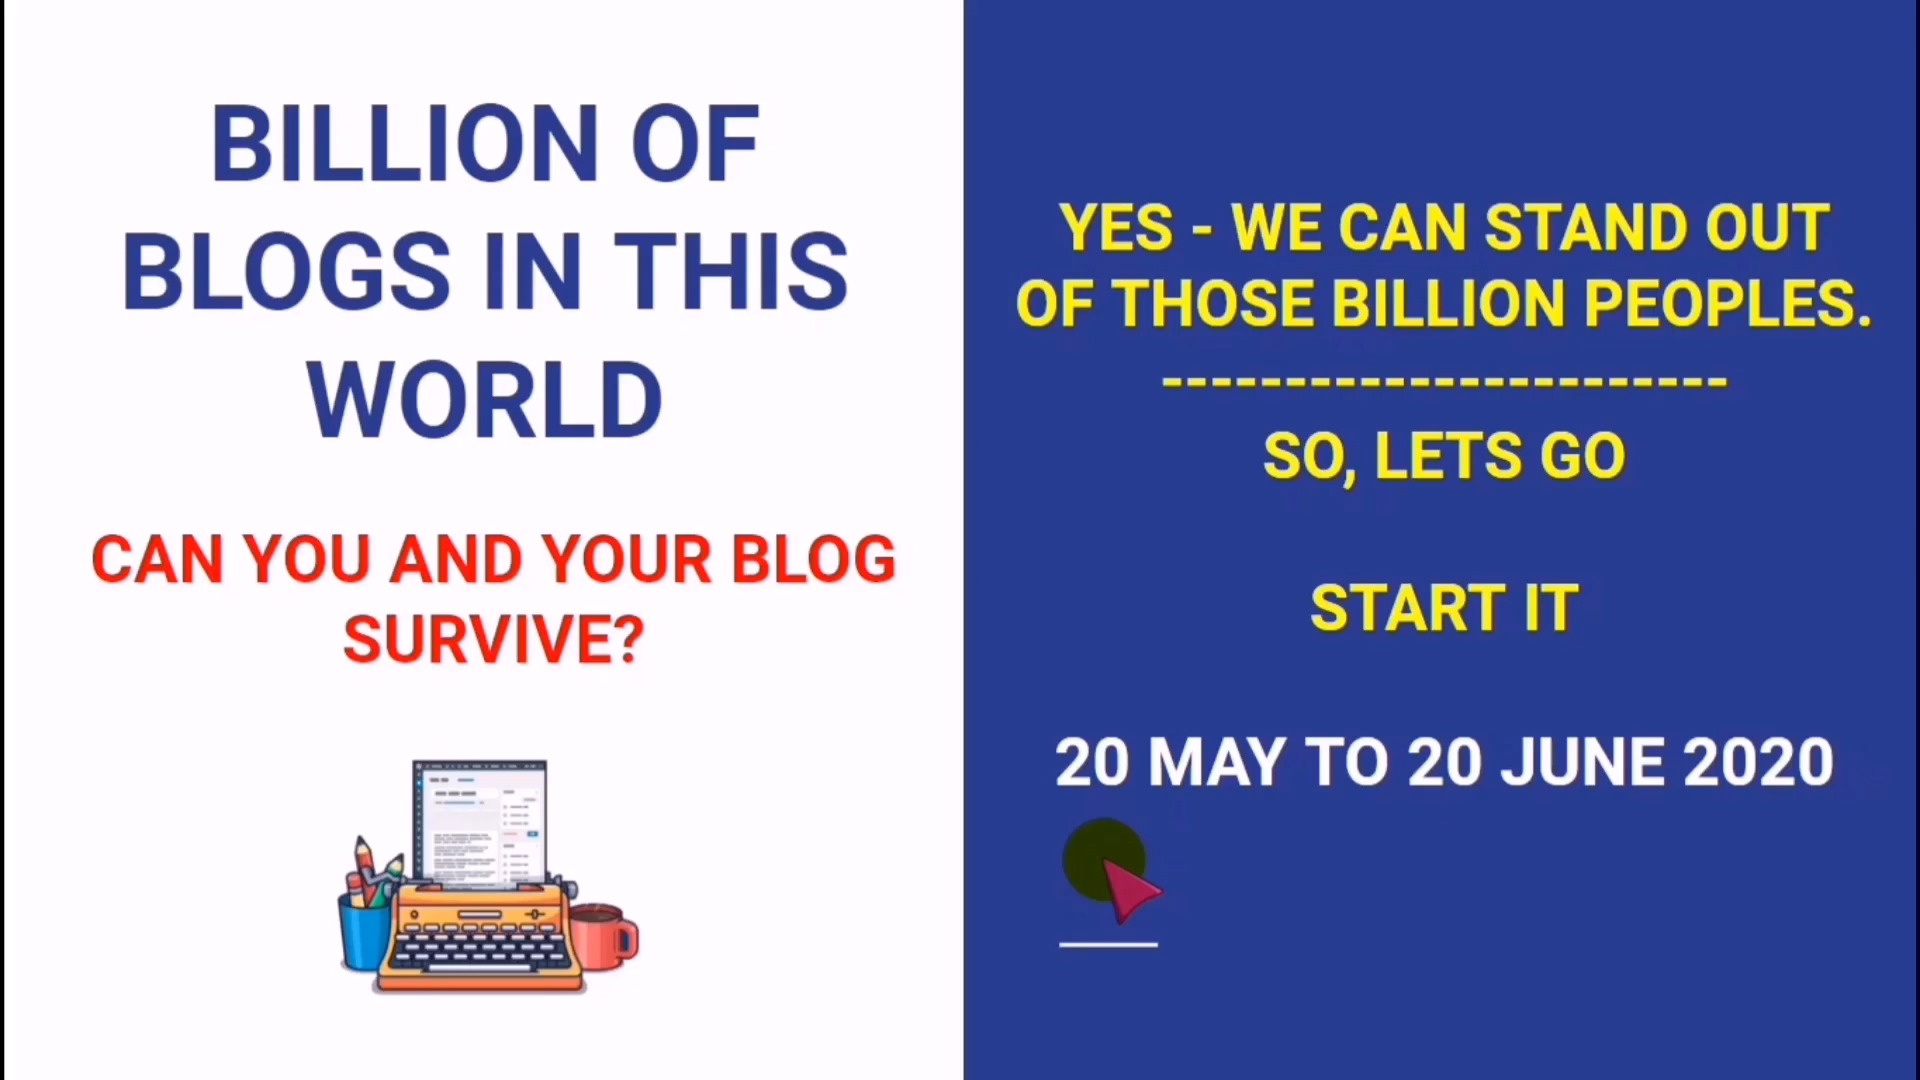 BILLION OF
BLOGS IN THIS
WORLD
CAN YOU AND YOUR BLOG
SURVIVE?
YES - WE CAN STAND OUT
OF THOSE BILLION PEOPLES.
-----------------------
SO, LETS GO
START IT
20 MAY TO 20 JUNE 2020